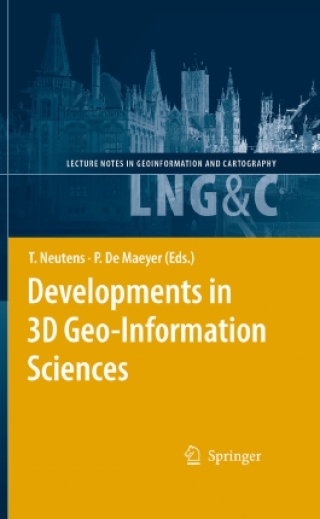 LECTURE NOTES IN GEOINFORMATION AND CARTOGRAPHY
LNG&C
T. Neutens · P. De Maeyer (Eds.)
Developments in
3D Geo-Information
Sciences
Springer